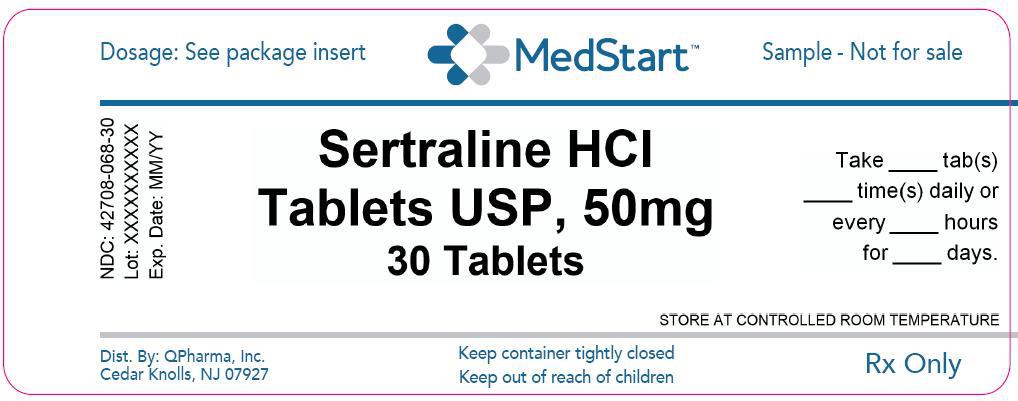 Dosage: See package insert
MedStart™
Sample - Not for sale
NDC: 42708-068-30
Lot: XXXXXXXXXX
Exp. Date: MM/YY
Sertraline HCl
Tablets USP, 50mg
30 Tablets
Take ____ tab(s)
____ time(s) daily or
every ____ hours
for ____ days.
STORE AT CONTROLLED ROOM TEMPERATURE
Dist. By: QPharma, Inc.
Cedar Knolls, NJ 07927
Keep container tightly closed
Keep out of reach of children
Rx Only